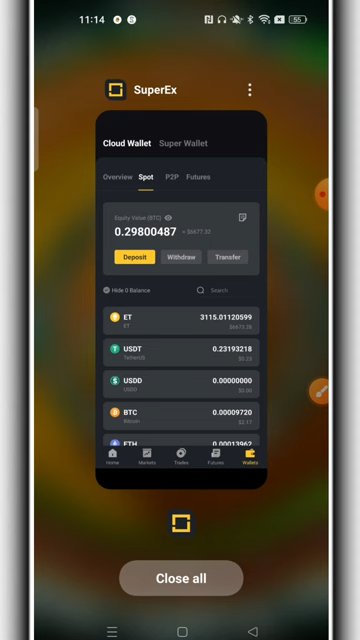 11:14
55
SuperEx
Cloud Wallet Super Wallet
Overview Spot P2P Futures
Equity Value (BTC)
0.29800487 ≈ $6677.32
Deposit Withdraw Transfer
Hide 0 Balance Search
ET 3115.01120599
ET $6673.28
USDT 0.23193218
TetherUS $0.23
USDD 0.00000000
USDD $0.00
BTC 0.00009720
Bitcoin $2.17
ETH 0.00013962
Home Markets Trades Futures Wallets
Close all